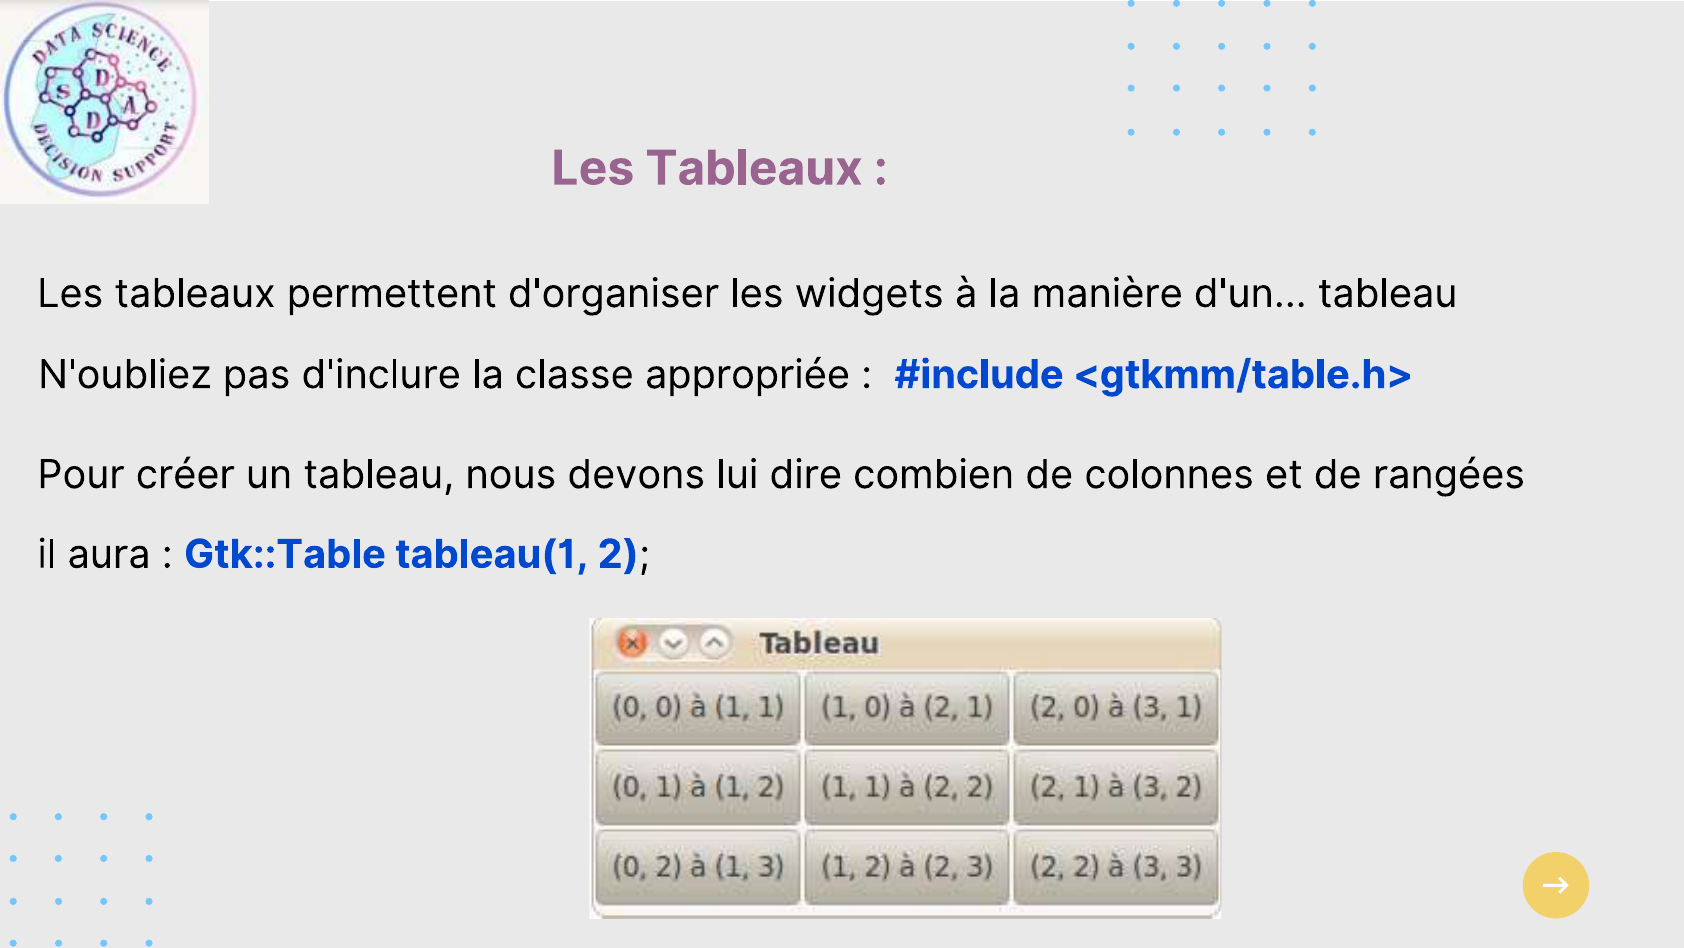 DATA SCIENCE
S D D A
DECISION SUPPORT
Les Tableaux :
Les tableaux permettent d'organiser les widgets à la manière d'un... tableau
N'oubliez pas d'inclure la classe appropriée : #include <gtkmm/table.h>
Pour créer un tableau, nous devons lui dire combien de colonnes et de rangées
il aura : Gtk::Table tableau(1, 2);
Tableau
(0, 0) à (1, 1) (1, 0) à (2, 1) (2, 0) à (3, 1)
(0, 1) à (1, 2) (1, 1) à (2, 2) (2, 1) à (3, 2)
(0, 2) à (1, 3) (1, 2) à (2, 3) (2, 2) à (3, 3)